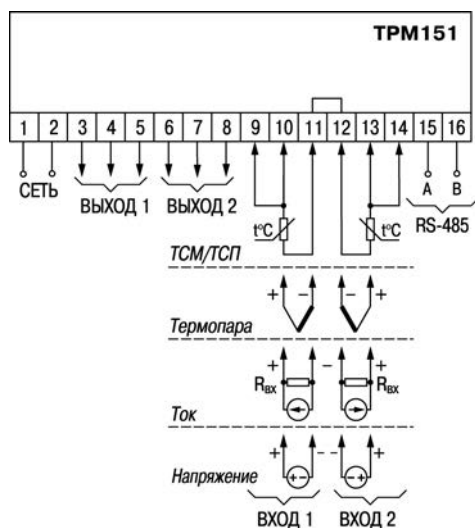 ТРМ151
1 2 3 4 5 6 7 8 9 10 11 12 13 14 15 16
СЕТЬ
ВЫХОД 1
ВЫХОД 2
A B
RS-485
t°C
t°C
ТСМ/ТСП
+ − − +
Термопара
+ − +
Rвх
Rвх
Ток
+ − − +
+ −
− +
Напряжение
ВХОД 1
ВХОД 2